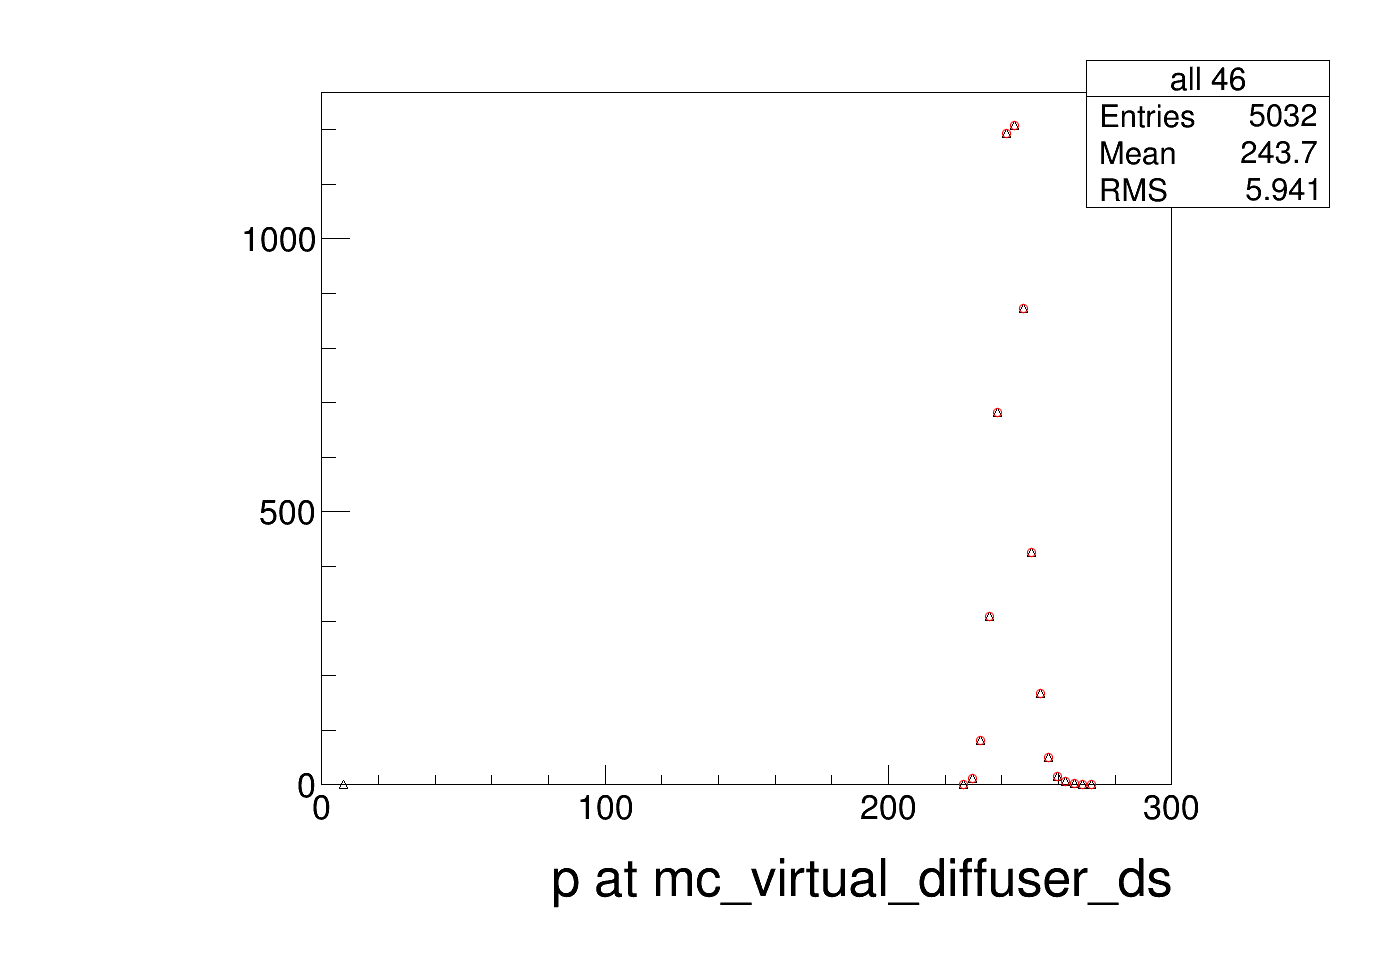 all 46
Entries 5032
Mean 243.7
RMS 5.941
1000
500
0
0 100 200 300
p at mc_virtual_diffuser_ds